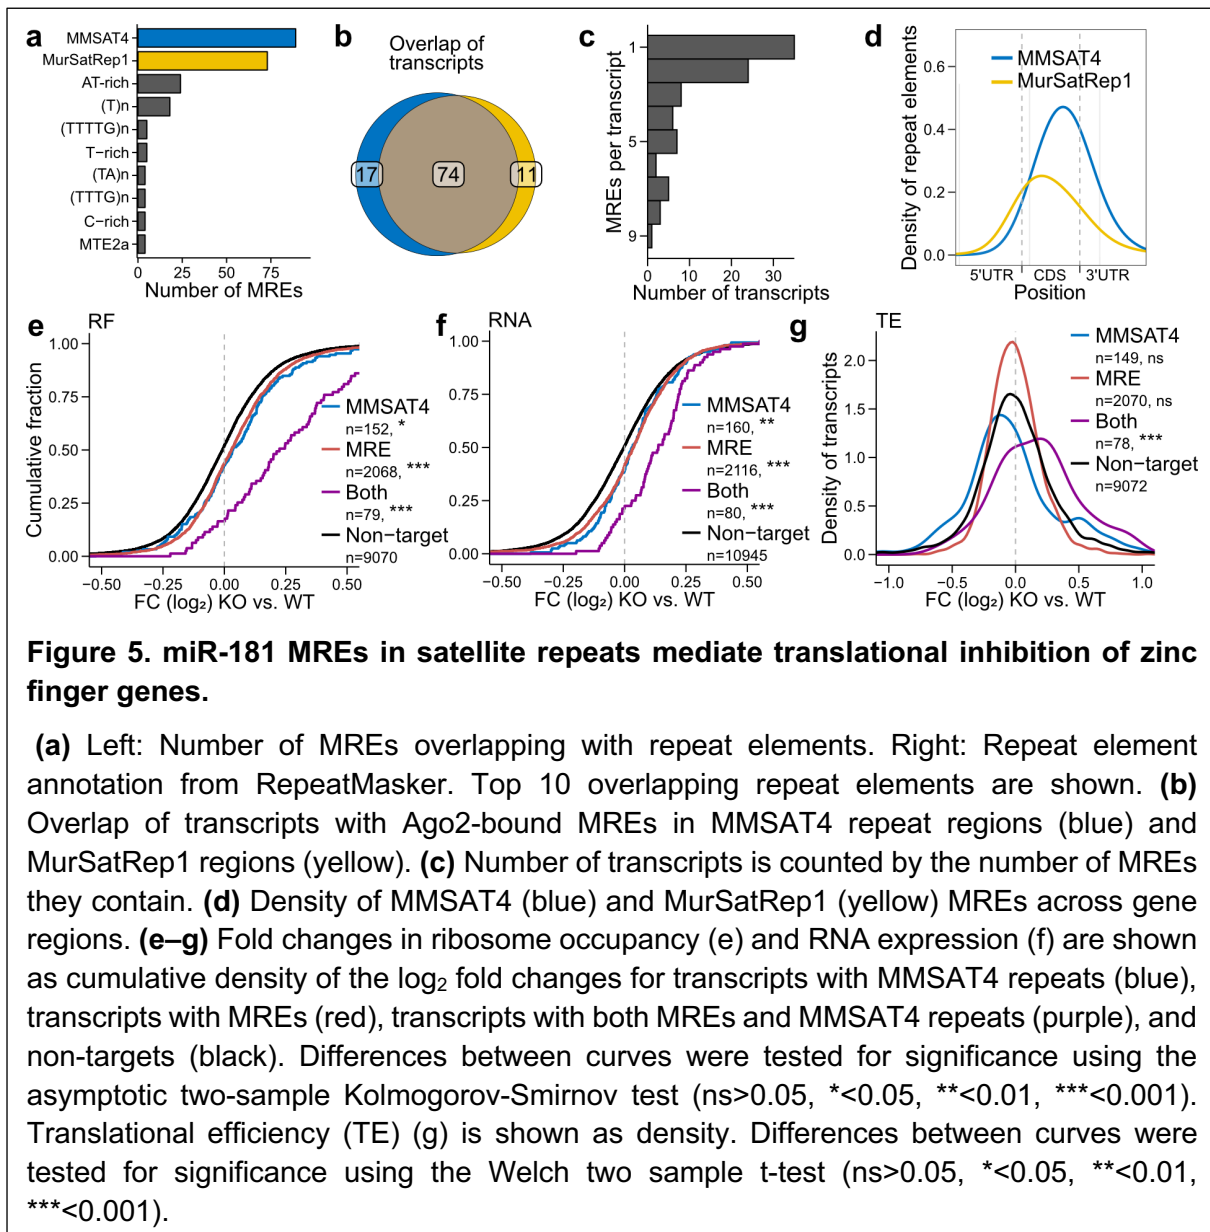 a
MMSAT4
MurSatRep1
AT-rich
(T)n
(TTTTG)n
T-rich
(TA)n
(TTTG)n
C-rich
MTE2a
0 25 50 75
Number of MREs
b
Overlap of
transcripts
17 74 11
c
MREs per transcript
1
5
9
0 10 20 30
Number of transcripts
d
Density of repeat elements
0.6
0.4
0.2
0.0
MMSAT4
MurSatRep1
5'UTR CDS 3'UTR
Position
e
RF
Cumulative fraction
1.00
0.75
0.50
0.25
0.00
MMSAT4
n=152, *
MRE
n=2068, ***
Both
n=79, ***
Non-target
n=9070
−0.50 −0.25 0.00 0.25 0.50
FC (log₂) KO vs. WT
f
RNA
1.00
0.75
0.50
0.25
0.00
MMSAT4
n=160, **
MRE
n=2116, ***
Both
n=80, ***
Non-target
n=10945
−0.50 −0.25 0.00 0.25 0.50
FC (log₂) KO vs. WT
g
TE
Density of transcripts
2.0
1.5
1.0
0.5
0.0
MMSAT4
n=149, ns
MRE
n=2070, ns
Both
n=78, ***
Non−target
n=9072
−1.0 −0.5 0.0 0.5 1.0
FC (log₂) KO vs. WT
Figure 5. miR-181 MREs in satellite repeats mediate translational inhibition of zinc
finger genes.
(a) Left: Number of MREs overlapping with repeat elements. Right: Repeat element
annotation from RepeatMasker. Top 10 overlapping repeat elements are shown. (b)
Overlap of transcripts with Ago2-bound MREs in MMSAT4 repeat regions (blue) and
MurSatRep1 regions (yellow). (c) Number of transcripts is counted by the number of MREs
they contain. (d) Density of MMSAT4 (blue) and MurSatRep1 (yellow) MREs across gene
regions. (e–g) Fold changes in ribosome occupancy (e) and RNA expression (f) are shown
as cumulative density of the log₂ fold changes for transcripts with MMSAT4 repeats (blue),
transcripts with MREs (red), transcripts with both MREs and MMSAT4 repeats (purple), and
non-targets (black). Differences between curves were tested for significance using the
asymptotic two-sample Kolmogorov-Smirnov test (ns>0.05, *<0.05, **<0.01, ***<0.001).
Translational efficiency (TE) (g) is shown as density. Differences between curves were
tested for significance using the Welch two sample t-test (ns>0.05, *<0.05, **<0.01,
***<0.001).